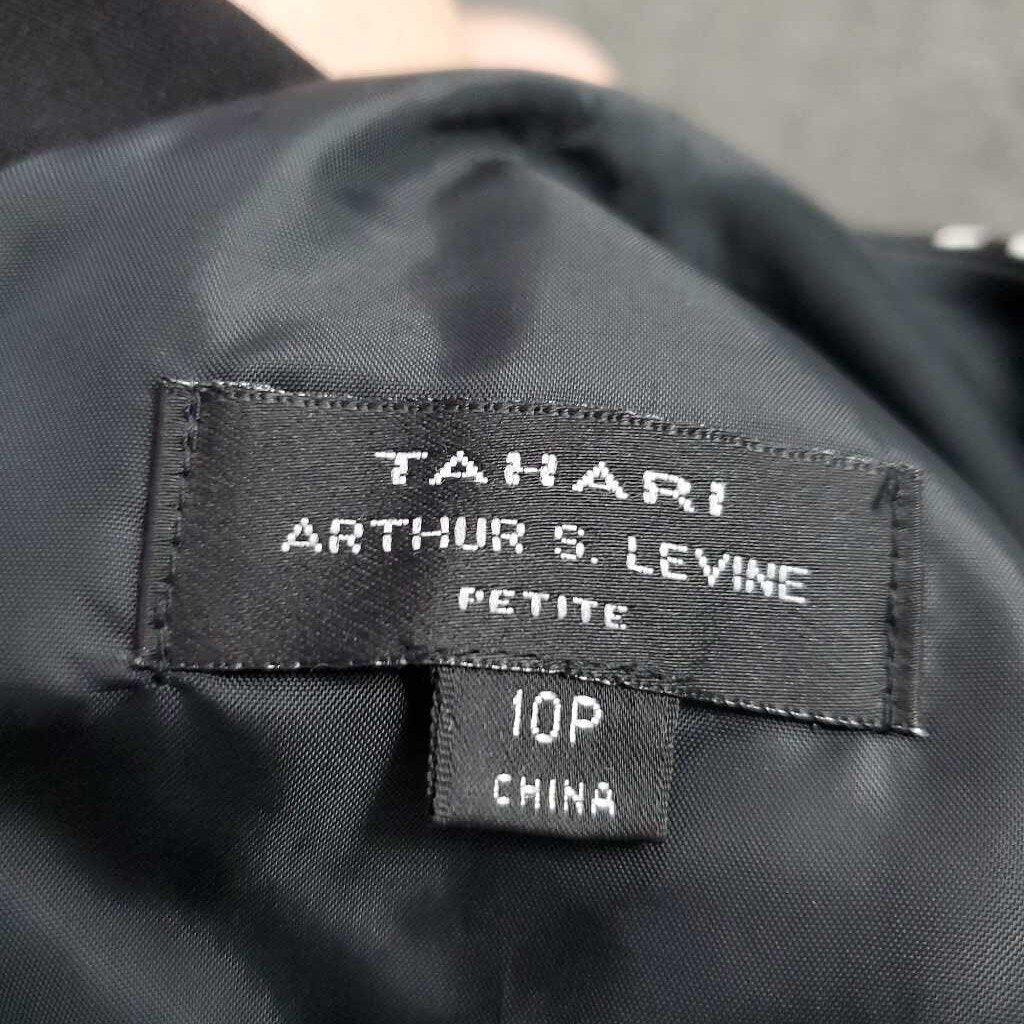 TAHARI
ARTHUR S. LEVINE
PETITE
10P
CHINA